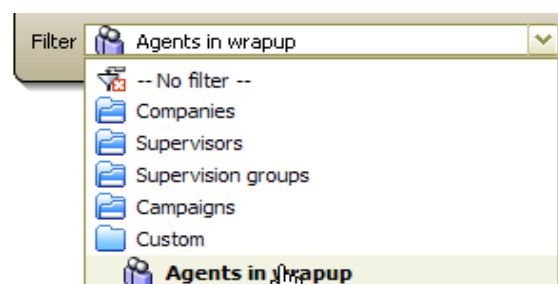 Filter Agents in wrapup
-- No filter --
Companies
Supervisors
Supervision groups
Campaigns
Custom
Agents in wrapup